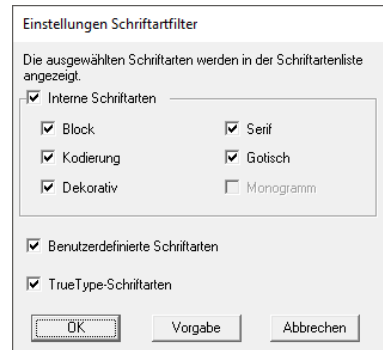 Einstellungen Schriftartfilter
Die ausgewählten Schriftarten werden in der Schriftartenliste
angezeigt.
Interne Schriftarten
Block
Serif
Kodierung
Gotisch
Dekorativ
Monogramm
Benutzerdefinierte Schriftarten
TrueType-Schriftarten
OK
Vorgabe
Abbrechen